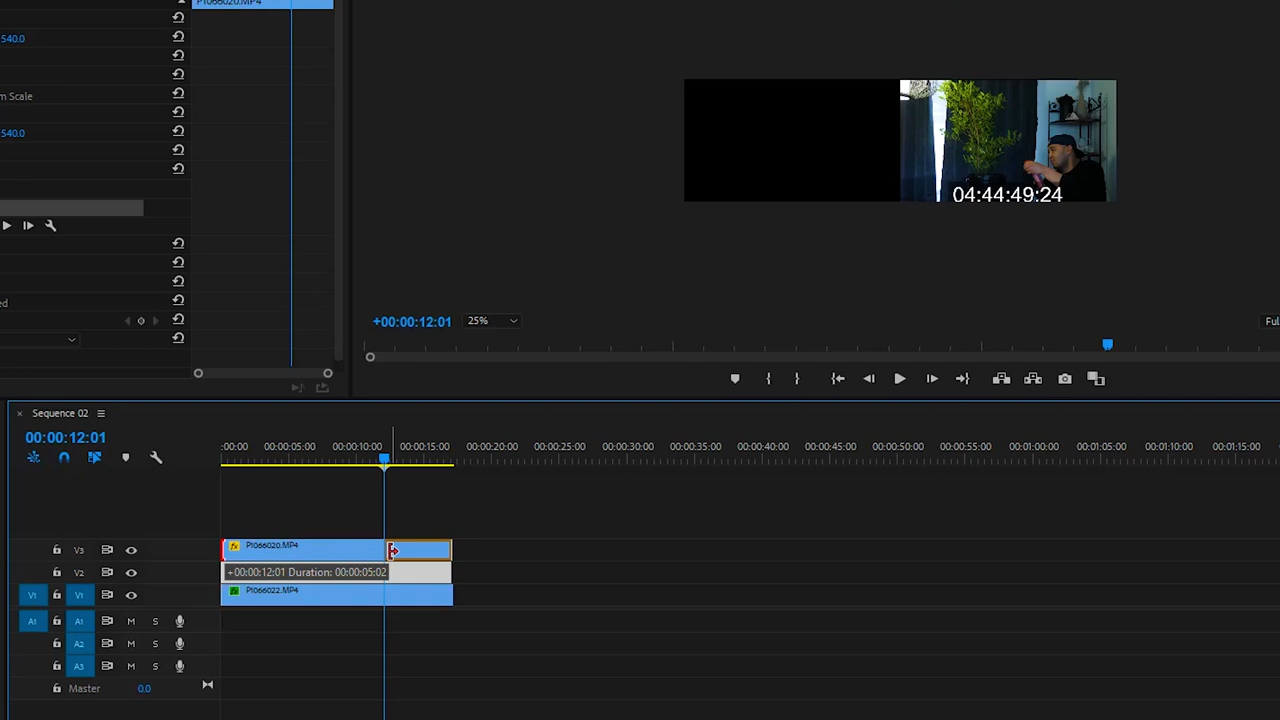 P1066020.MP4
540.0
m Scale
540.0
04:44:49:24
ed
+00:00:12:01
25%
Ful
× Sequence 02
00:00:12:01
:00:00
00:00:05:00
00:00:10:00
00:00:15:00
00:00:20:00
00:00:25:00
00:00:30:00
00:00:35:00
00:00:40:00
00:00:45:00
00:00:50:00
00:00:55:00
00:01:00:00
00:01:05:00
00:01:10:00
00:01:15:00
V3
fx P1066020.MP4
V2
+00:00:12:01 Duration: 00:00:05:02
V1 V1
fx P1066022.MP4
A1 A1 M S
A2 M S
A3 M S
Master 0.0